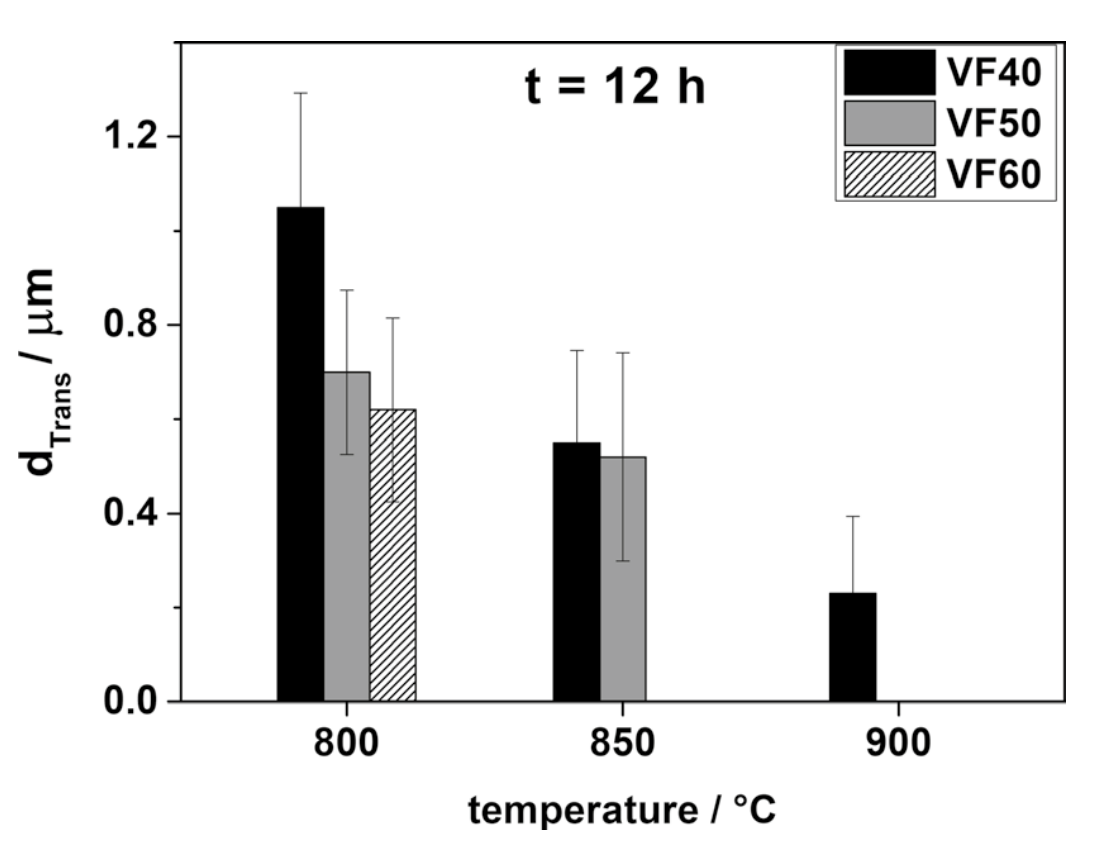 t = 12 h
VF40
VF50
VF60
1.2
0.8
0.4
0.0
dTrans / μm
800 850 900
temperature / °C